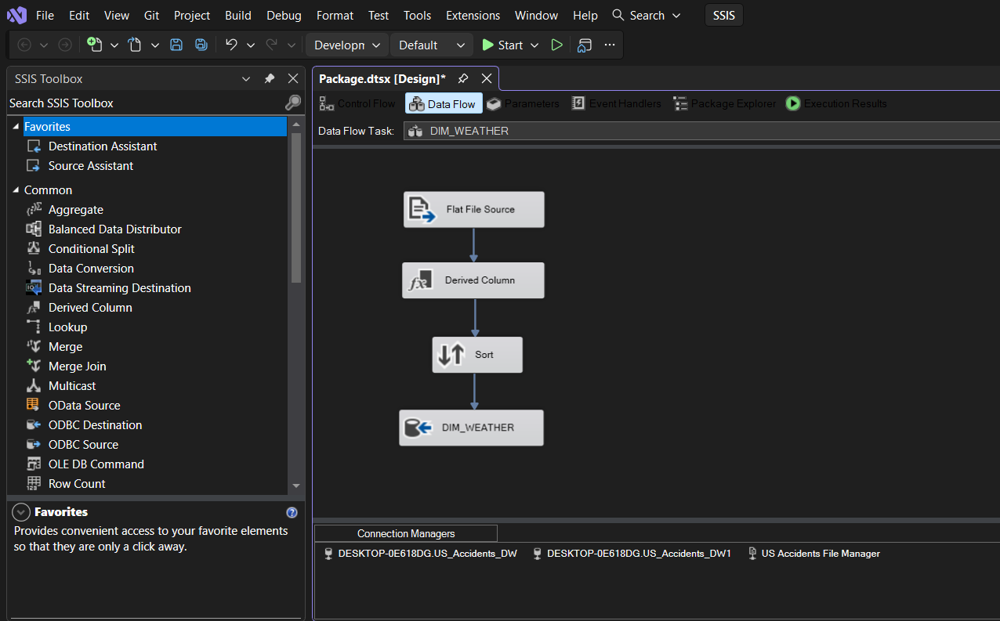 File Edit View Git Project Build Debug Format Test Tools Extensions Window Help Search SSIS
Developn Default Start
SSIS Toolbox
Search SSIS Toolbox
Favorites
Destination Assistant
Source Assistant
Common
Aggregate
Balanced Data Distributor
Conditional Split
Data Conversion
Data Streaming Destination
Derived Column
Lookup
Merge
Merge Join
Multicast
OData Source
ODBC Destination
ODBC Source
OLE DB Command
Row Count
Favorites
Provides convenient access to your favorite elements
so that they are only a click away.
Package.dtsx [Design]*
Control Flow Data Flow Parameters Event Handlers Package Explorer Execution Results
Data Flow Task: DIM_WEATHER
Flat File Source
Derived Column
Sort
DIM_WEATHER
Connection Managers
DESKTOP-0E618DG.US_Accidents_DW DESKTOP-0E618DG.US_Accidents_DW1 US Accidents File Manager